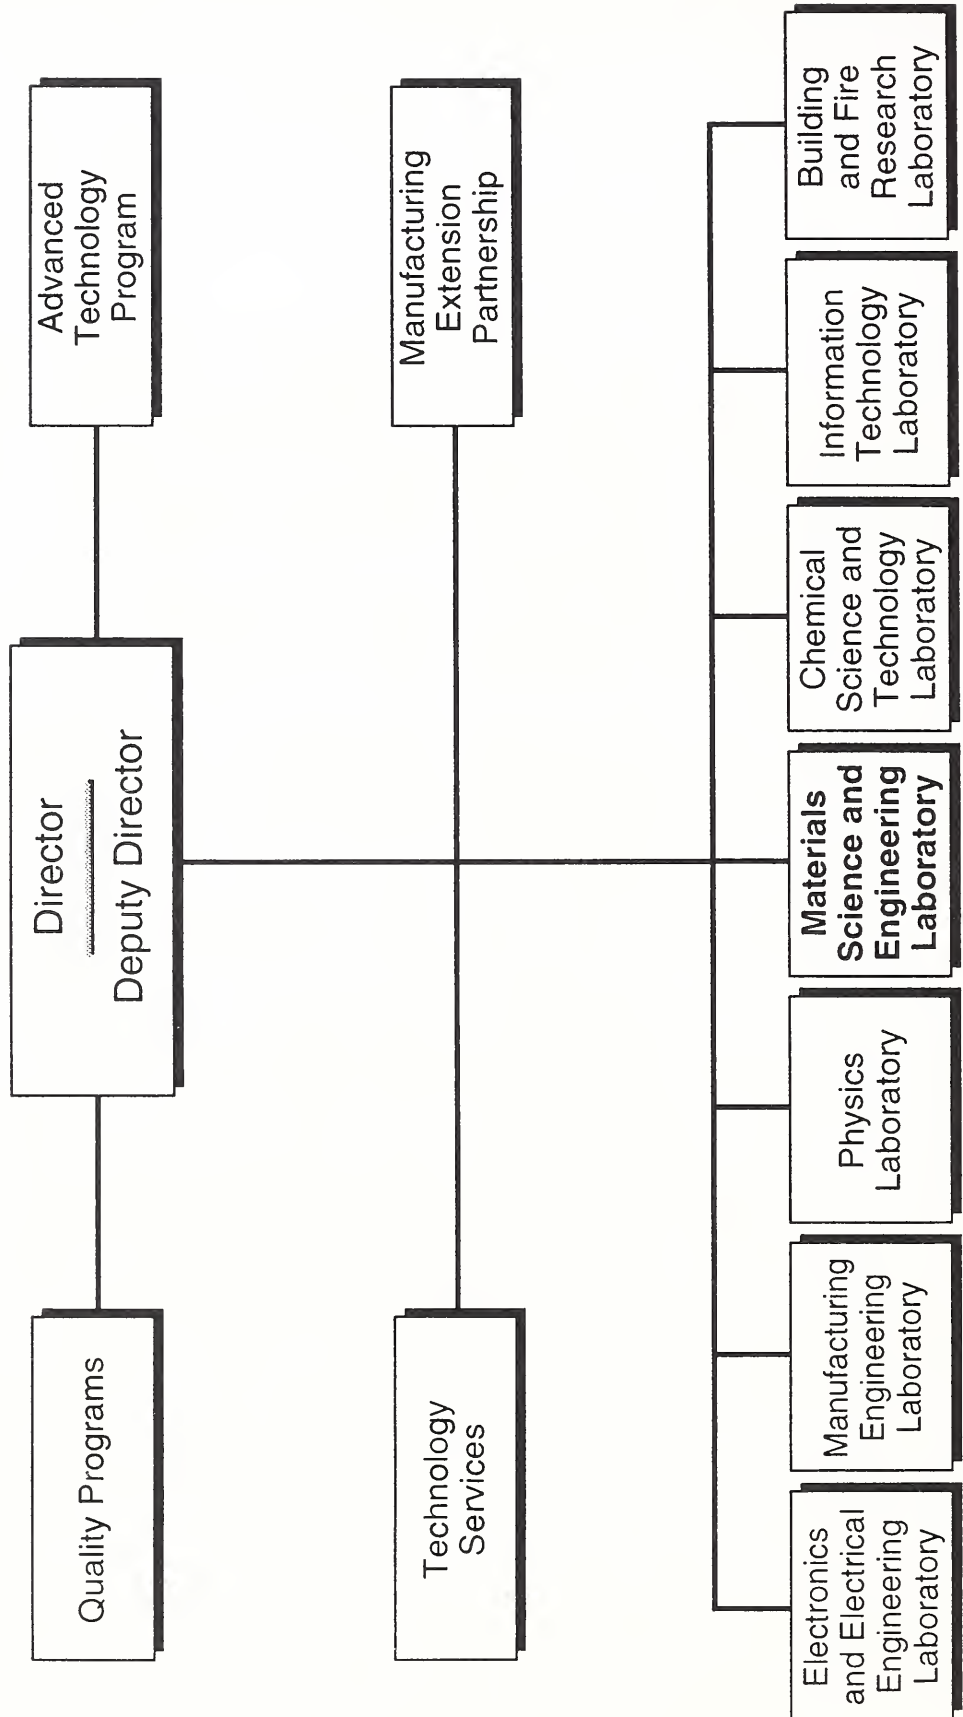 Director
Deputy Director
Quality Programs
Advanced
Technology
Program
Technology
Services
Manufacturing
Extension
Partnership
Electronics
and Electrical
Engineering
Laboratory
Manufacturing
Engineering
Laboratory
Physics
Laboratory
Materials
Science and
Engineering
Laboratory
Chemical
Science and
Technology
Laboratory
Information
Technology
Laboratory
Building
and Fire
Research
Laboratory